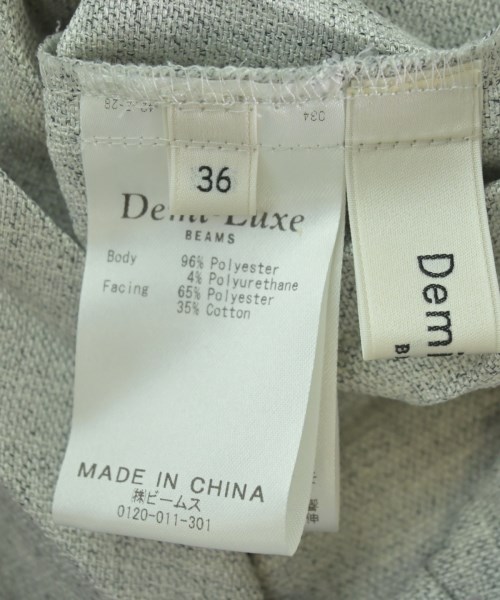 034
36
Demi-Luxe
BEAMS
Body 96% Polyester
4% Polyurethane
Facing 65% Polyester
35% Cotton
MADE IN CHINA
㈱ビームス
0120-011-301
Demi